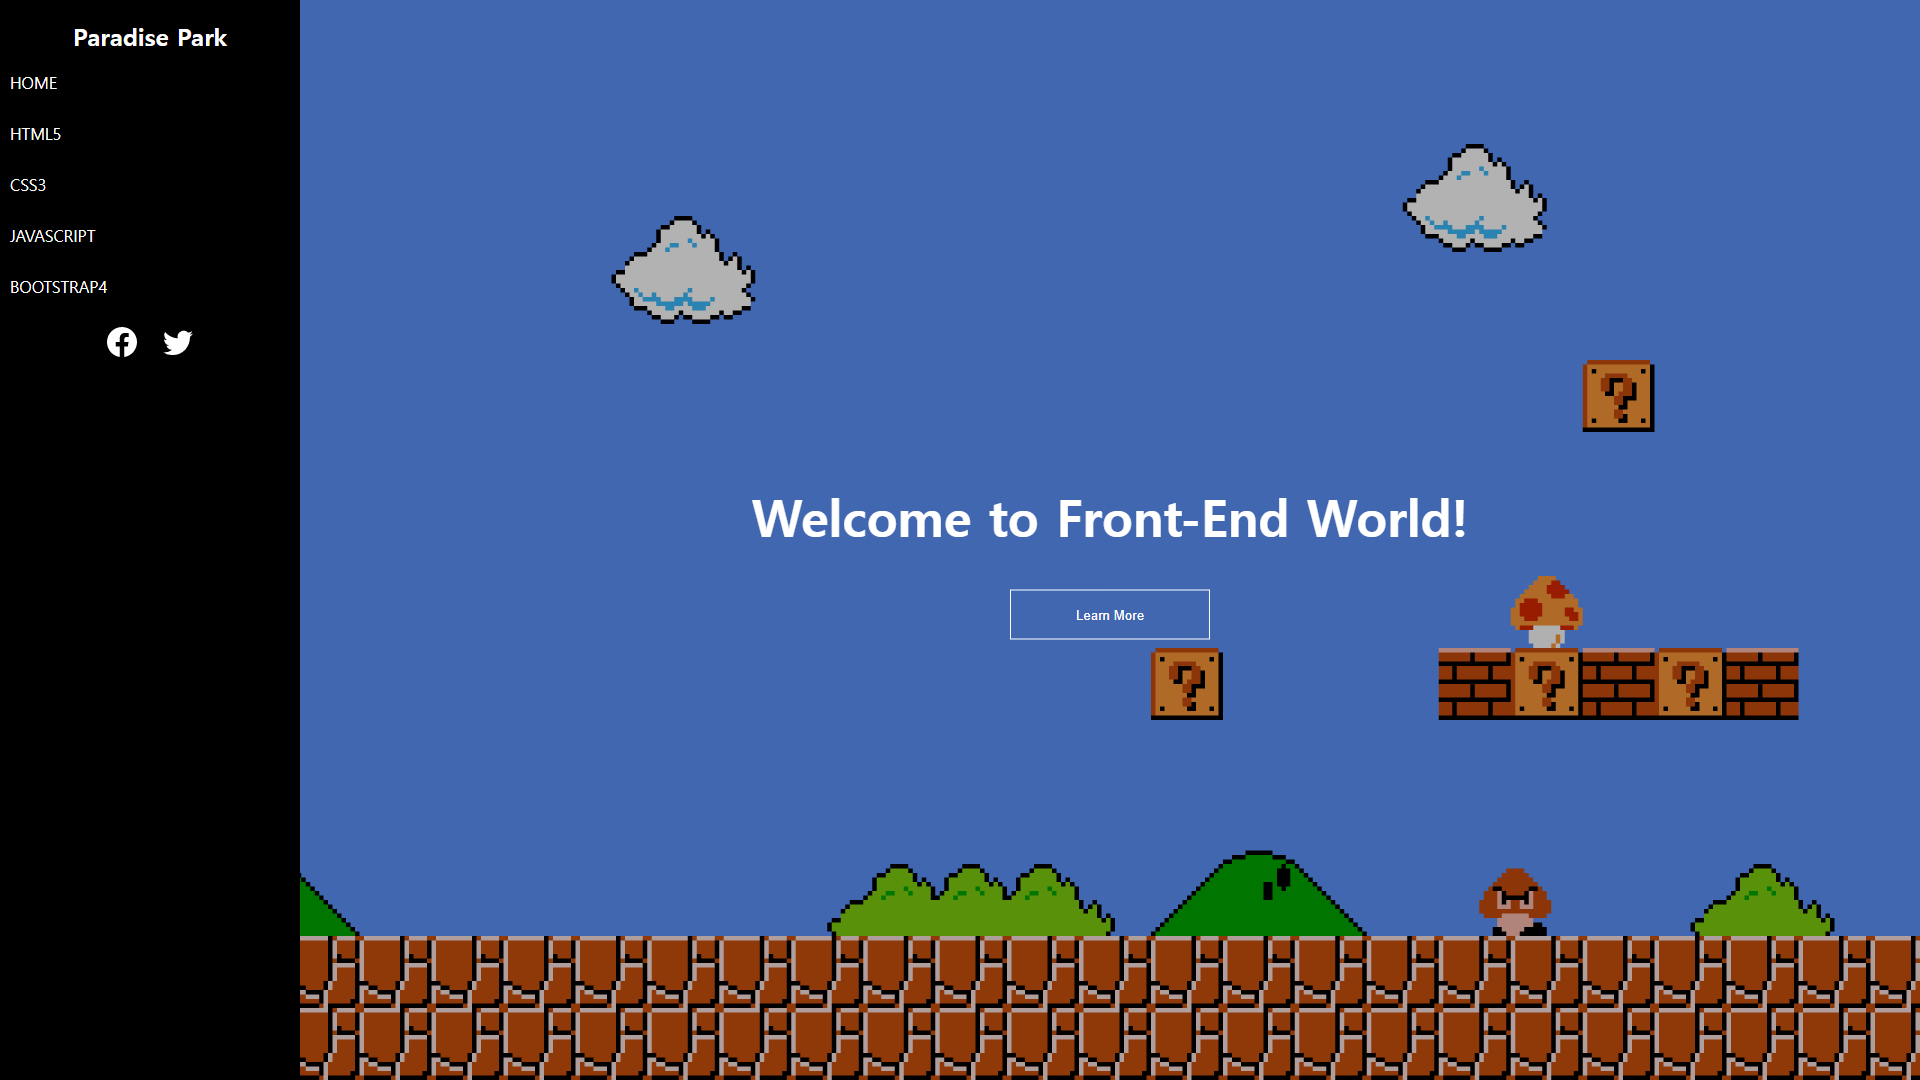 Paradise Park
HOME
HTML5
CSS3
JAVASCRIPT
BOOTSTRAP4
?
Welcome to Front-End World!
Learn More
? ? ?